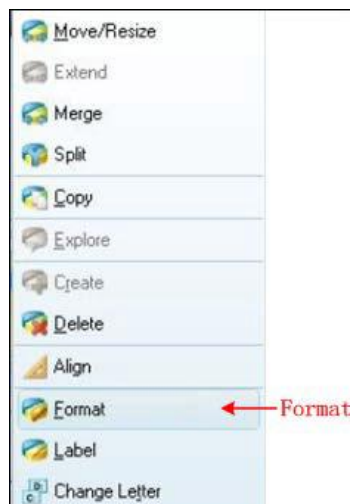 Move/Resize
Extend
Merge
Split
Copy
Explore
Create
Delete
Align
Format Format
Label
Change Letter